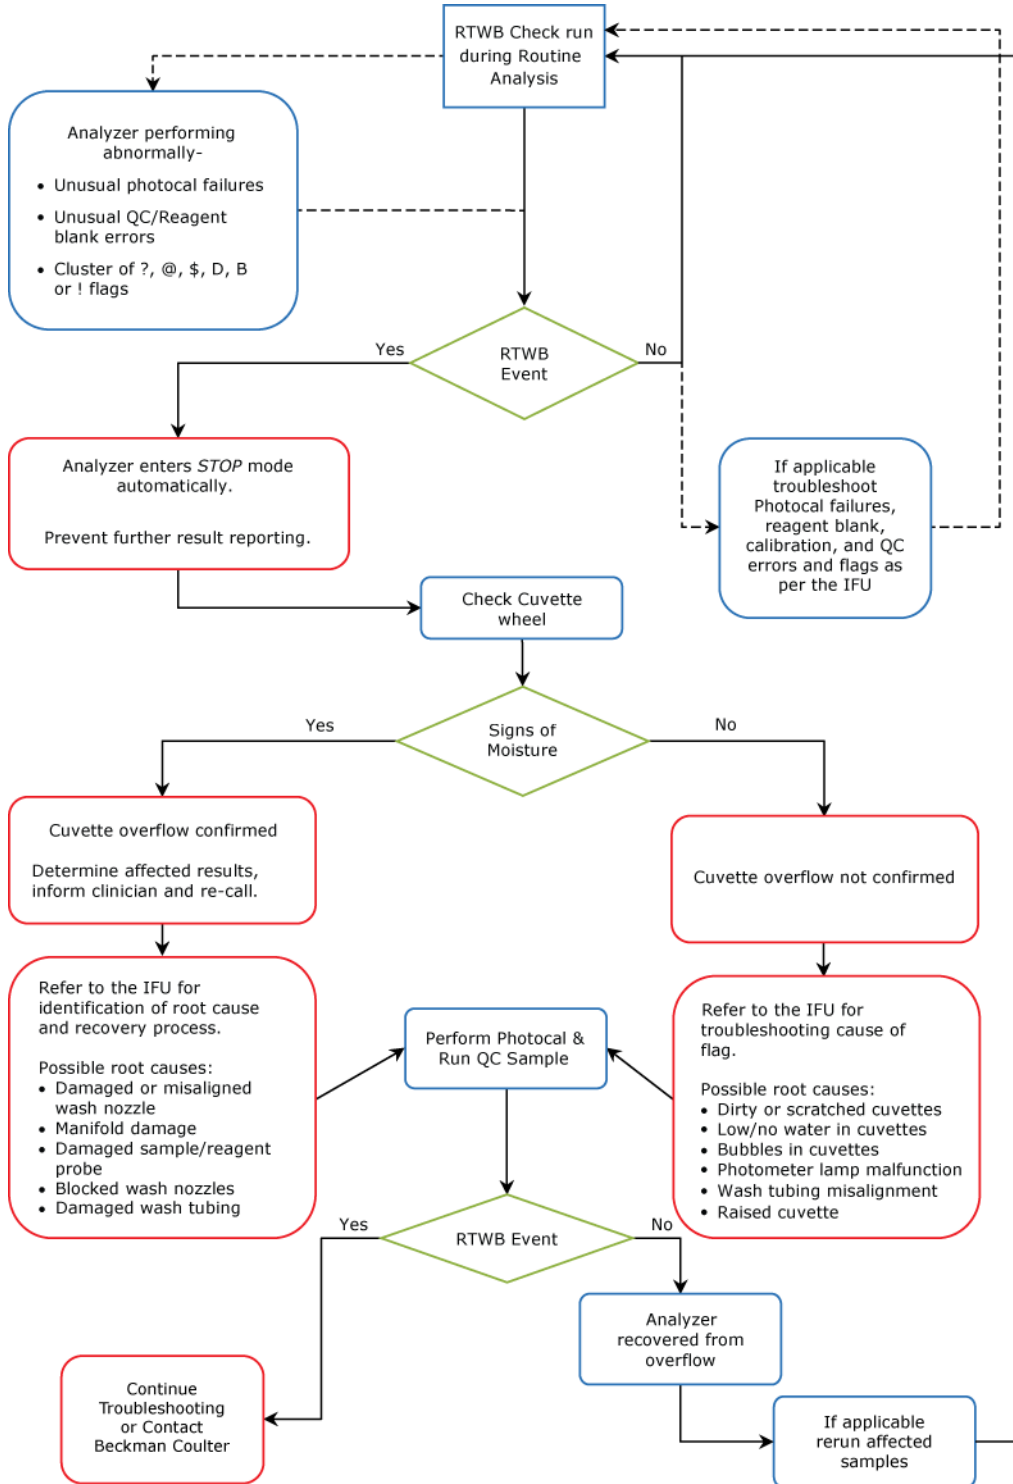 RTWB Check run
during Routine
Analysis
Analyzer performing
abnormally-
• Unusual photocal failures
• Unusual QC/Reagent
blank errors
• Cluster of ?, @, $, D, B
or ! flags
Yes
RTWB
Event
No
Analyzer enters STOP mode
automatically.
Prevent further result reporting.
If applicable
troubleshoot
Photocal failures,
reagent blank,
calibration, and QC
errors and flags as
per the IFU
Check Cuvette
wheel
Yes
Signs of
Moisture
No
Cuvette overflow confirmed
Determine affected results,
inform clinician and re-call.
Cuvette overflow not confirmed
Refer to the IFU for
identification of root cause
and recovery process.
Possible root causes:
• Damaged or misaligned
wash nozzle
• Manifold damage
• Damaged sample/reagent
probe
• Blocked wash nozzles
• Damaged wash tubing
Perform Photocal &
Run QC Sample
Refer to the IFU for
troubleshooting cause of
flag.
Possible root causes:
• Dirty or scratched cuvettes
• Low/no water in cuvettes
• Bubbles in cuvettes
• Photometer lamp malfunction
• Wash tubing misalignment
• Raised cuvette
Yes
RTWB Event
No
Analyzer
recovered from
overflow
Continue
Troubleshooting
or Contact
Beckman Coulter
If applicable
rerun affected
samples